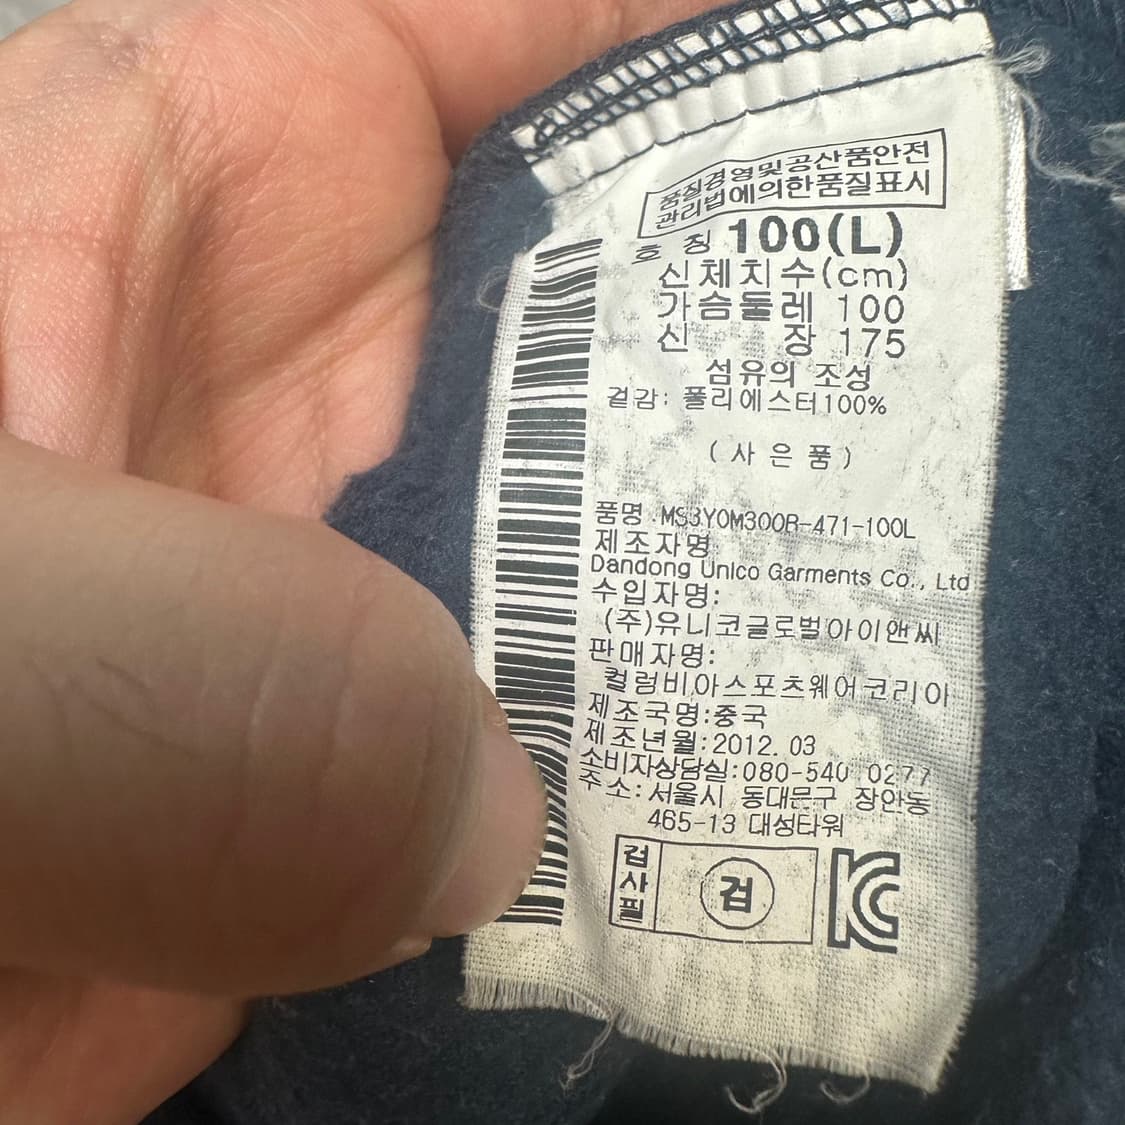 품질경영및공산품안전
관리법에의한품질표시
호 칭 100(L)
신체치수(cm)
가슴둘레 100
신 장 175
섬유의 조성
겉감: 폴리에스터100%
(사은품)
품명 .MS3Y0M300R-471-100L
제조자명
Dandong Unico Garments Co., Ltd
수입자명:
(주)유니코글로벌아이앤씨
판매자명:
컬럼비아스포츠웨어코리아
제조국명:중국
제조년월:2012. 03
소비자상담실:080-540 0277
주소: 서울시 동대문구 장안동
465-13 대성타워
검사필
검
KC